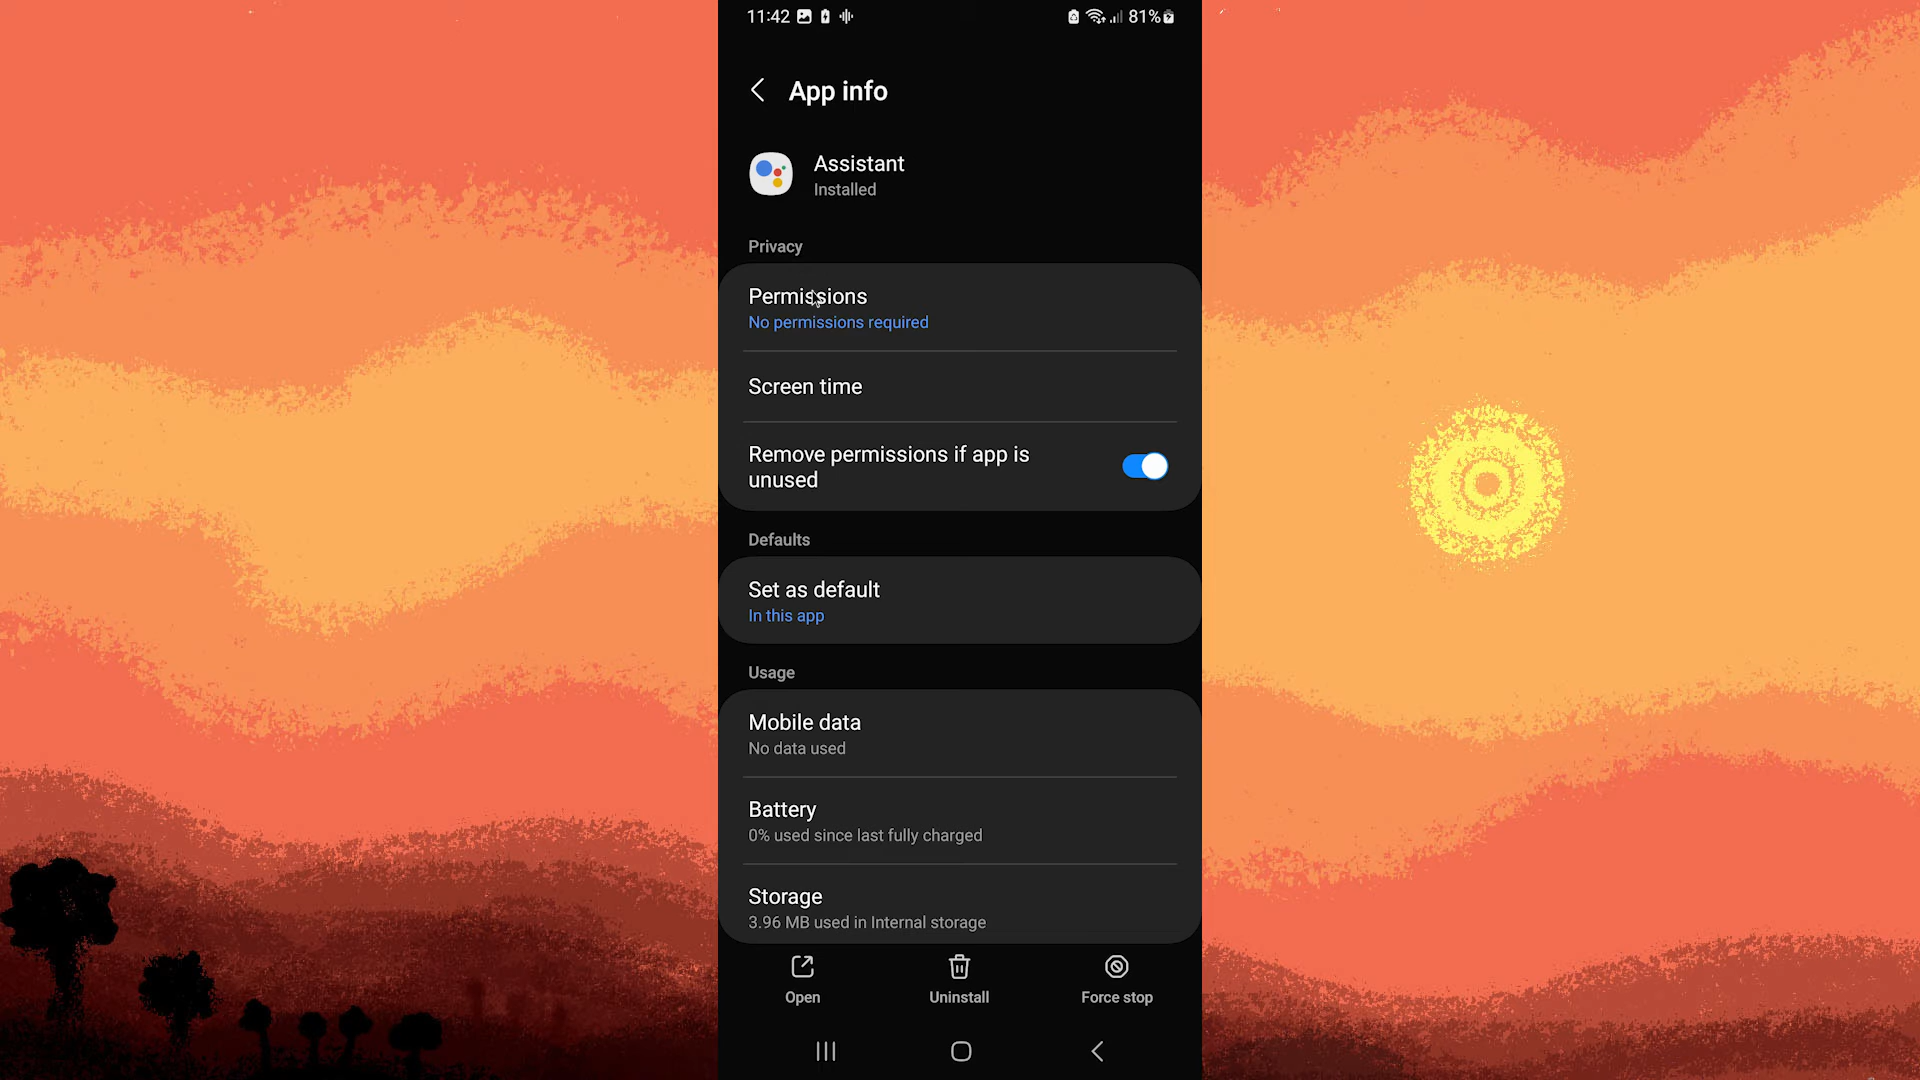 11:42
81%
App info
Assistant
Installed
Privacy
Permissions
No permissions required
Screen time
Remove permissions if app is
unused
Defaults
Set as default
In this app
Usage
Mobile data
No data used
Battery
0% used since last fully charged
Storage
3.96 MB used in Internal storage
Open
Uninstall
Force stop